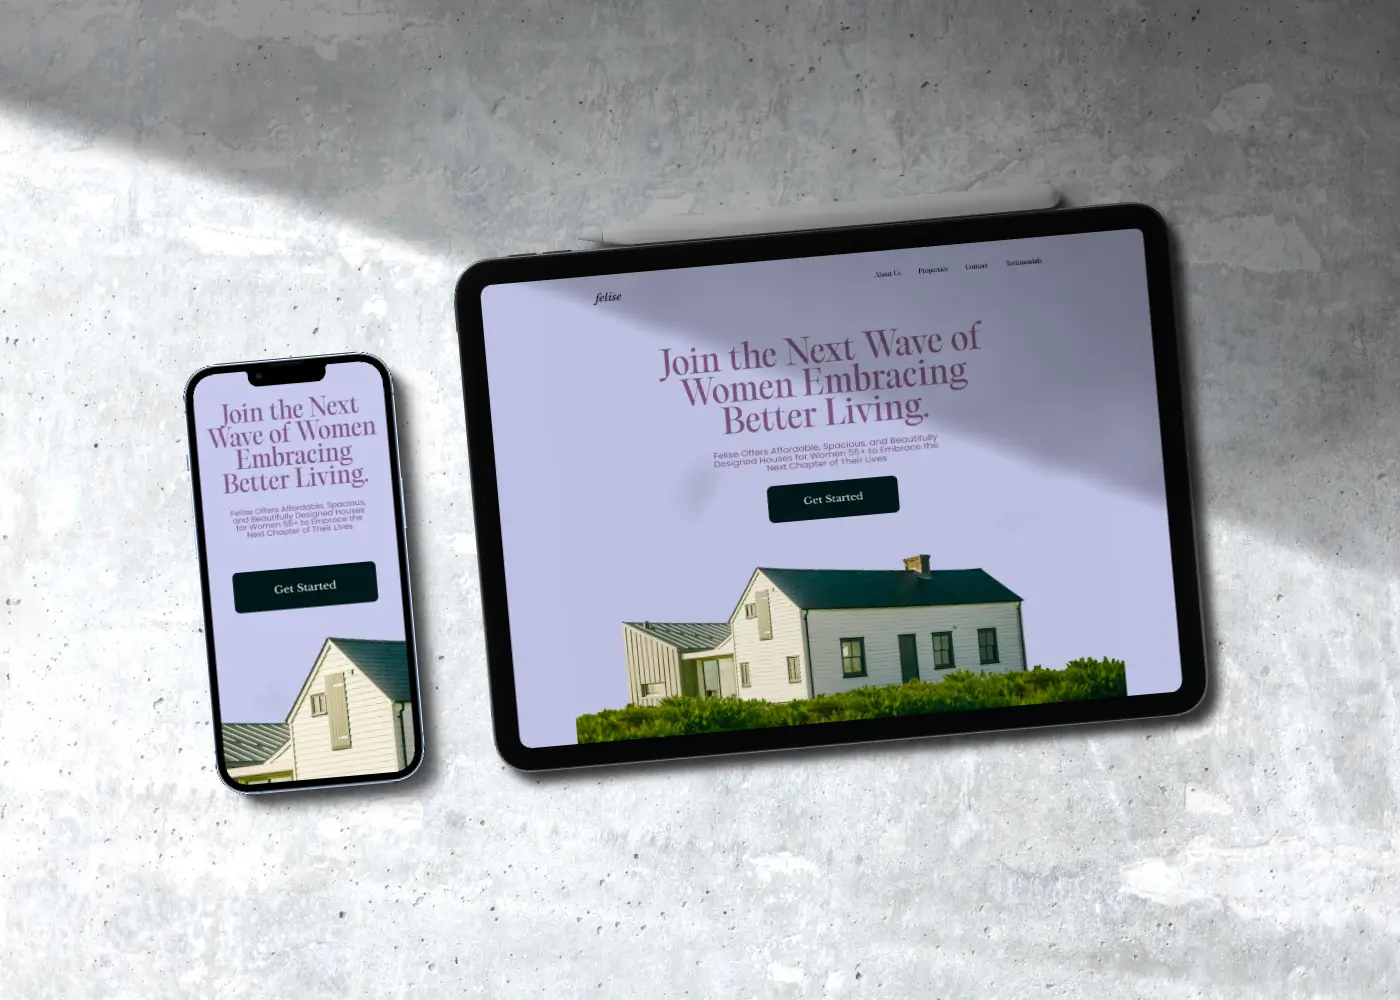 Join the Next
Wave of Women
Embracing
Better Living.
Felise Offers Affordable, Spacious,
and Beautifully Designed Houses
for Women 55+ to Embrace the
Next Chapter of Their Lives
Get Started
felise
About Us
Properties
Contact
Testimonials
Join the Next Wave of
Women Embracing
Better Living.
Felise Offers Affordable, Spacious, and Beautifully
Designed Houses for Women 55+ to Embrace the
Next Chapter of Their Lives
Get Started